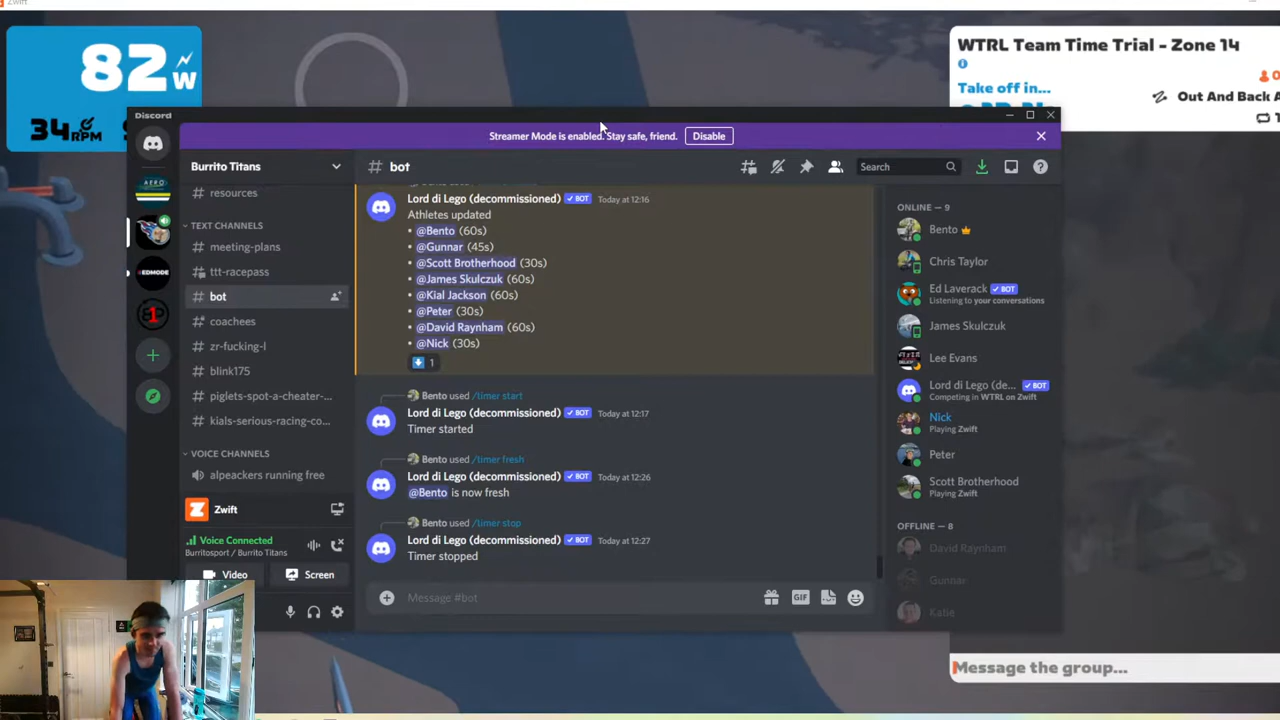 Zwift
82w
34RPM
WTRL Team Time Trial - Zone 14
Take off in...
Out And Back A
Discord
Streamer Mode is enabled. Stay safe, friend.
Disable
Burrito Titans
# bot
Search
resources
TEXT CHANNELS
# meeting-plans
# ttt-racepass
# bot
# coachees
# zr-fucking-l
# blink175
# piglets-spot-a-cheater-...
# kials-serious-racing-co...
VOICE CHANNELS
alpeackers running free
Zwift
Voice Connected
Burritosport / Burrito Titans
Video
Screen
AERO
EDMODE
Lord di Lego (decommissioned) ✓ BOT Today at 12:16
Athletes updated
• @Bento (60s)
• @Gunnar (45s)
• @Scott Brotherhood (30s)
• @James Skulczuk (60s)
• @Kial Jackson (60s)
• @Peter (30s)
• @David Raynham (60s)
• @Nick (30s)
1
Bento used /timer start
Lord di Lego (decommissioned) ✓ BOT Today at 12:17
Timer started
Bento used /timer fresh
Lord di Lego (decommissioned) ✓ BOT Today at 12:26
@Bento is now fresh
Bento used /timer stop
Lord di Lego (decommissioned) ✓ BOT Today at 12:27
Timer stopped
Message #bot
GIF
ONLINE — 9
Bento
Chris Taylor
Ed Laverack ✓ BOT
Listening to your conversations
James Skulczuk
Lee Evans
Lord di Lego (de... ✓ BOT
Competing in WTRL on Zwift
Nick
Playing Zwift
Peter
Scott Brotherhood
Playing Zwift
OFFLINE — 8
David Raynham
Gunnar
Katie
Message the group...